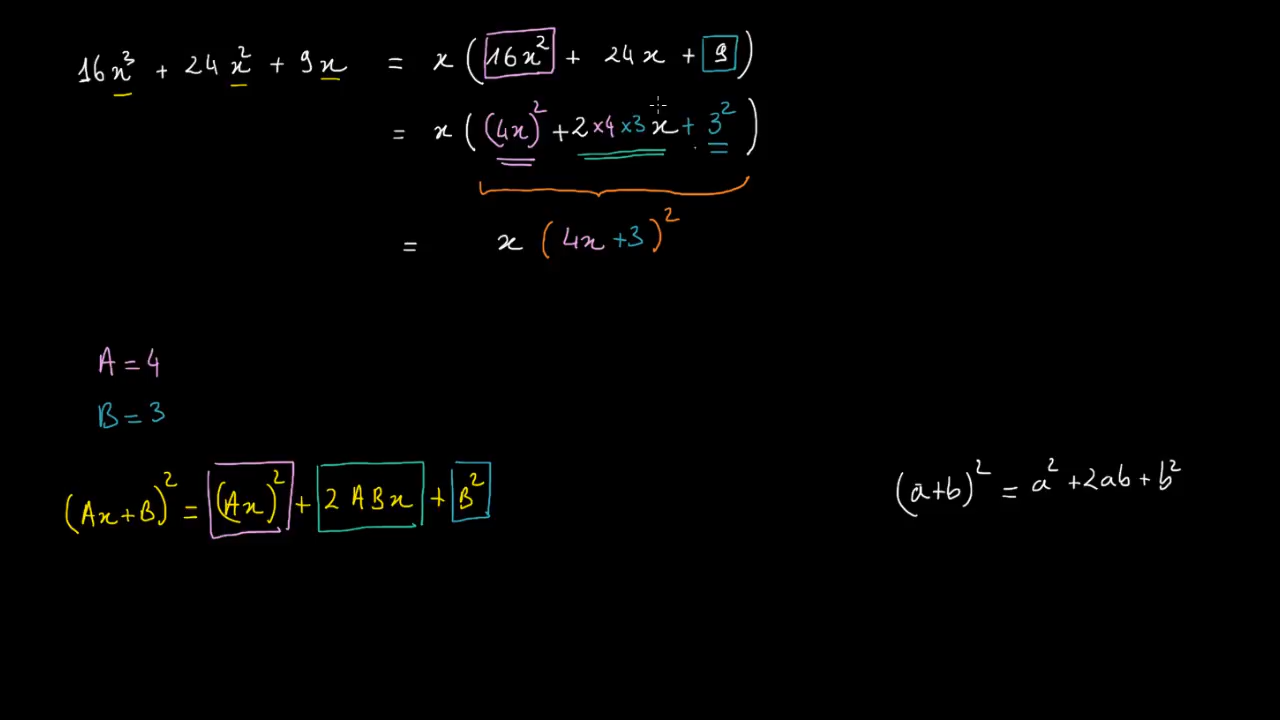 16x³ + 24x² + 9x = x(16x² + 24x + 9)
= x((4x)² + 2×4×3x + 3²)
= x(4x+3)²
A = 4
B = 3
(Ax+B)² = (Ax)² + 2ABx + B²
(a+b)² = a² + 2ab + b²